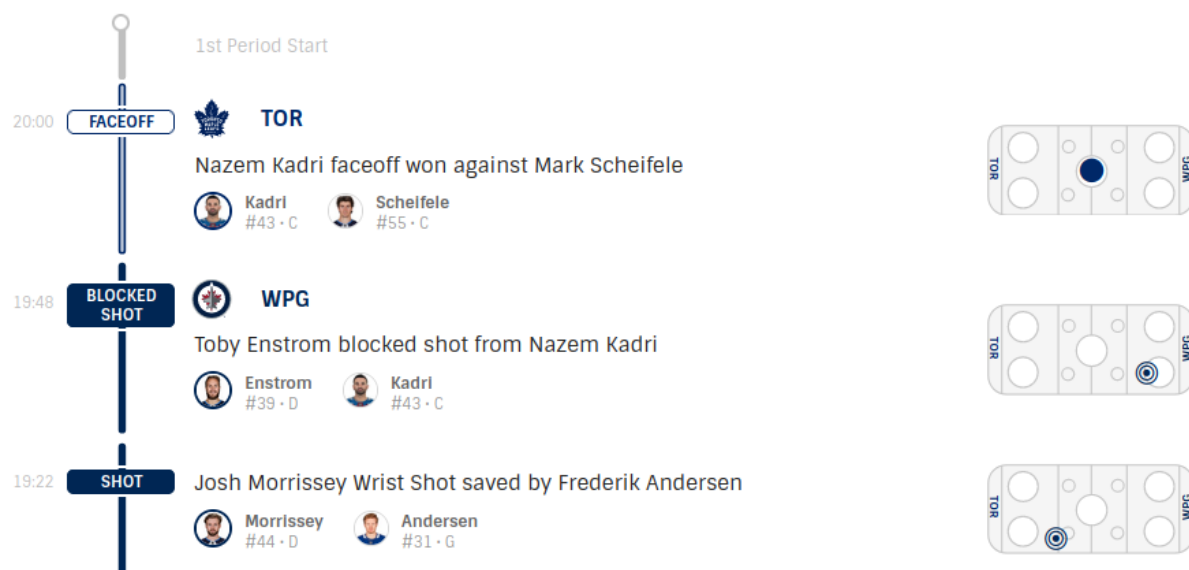 1st Period Start
20:00
FACEOFF
TOR
Nazem Kadri faceoff won against Mark Scheifele
Kadri
#43 · C
Scheifele
#55 · C
TOR
WPG
19:48
BLOCKED
SHOT
WPG
Toby Enstrom blocked shot from Nazem Kadri
Enstrom
#39 · D
Kadri
#43 · C
TOR
WPG
19:22
SHOT
Josh Morrissey Wrist Shot saved by Frederik Andersen
Morrissey
#44 · D
Andersen
#31 · G
TOR
WPG